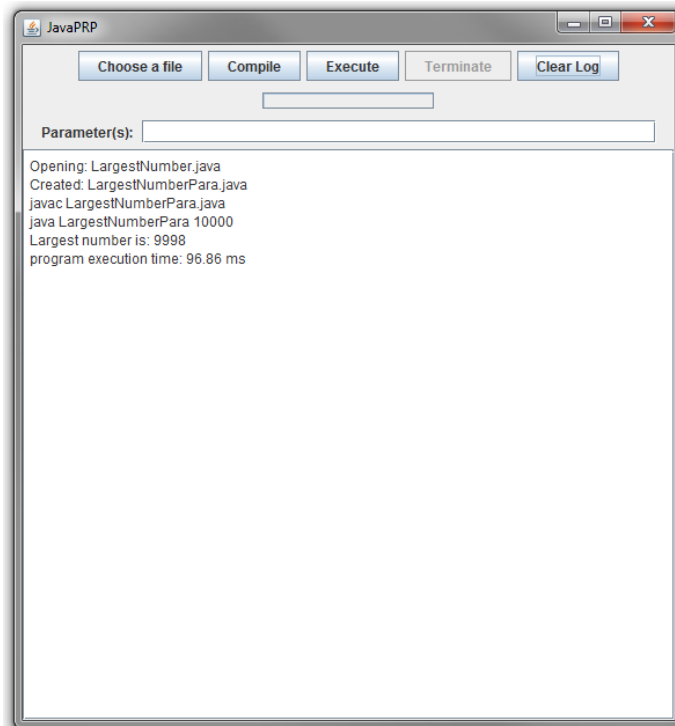 JavaPRP
Choose a file Compile Execute Terminate Clear Log
Parameter(s):
Opening: LargestNumber.java
Created: LargestNumberPara.java
javac LargestNumberPara.java
java LargestNumberPara 10000
Largest number is: 9998
program execution time: 96.86 ms